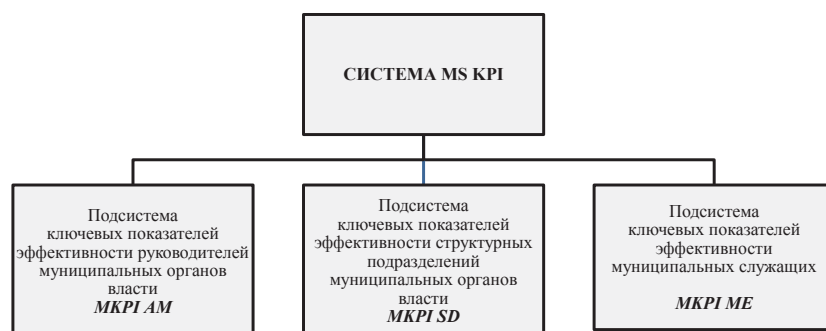 СИСТЕМА MS KPI
Подсистема
ключевых показателей
эффективности руководителей
муниципальных органов
власти
MKPI AM
Подсистема
ключевых показателей
эффективности структурных
подразделений
муниципальных органов
власти
MKPI SD
Подсистема
ключевых показателей
эффективности
муниципальных служащих
MKPI ME